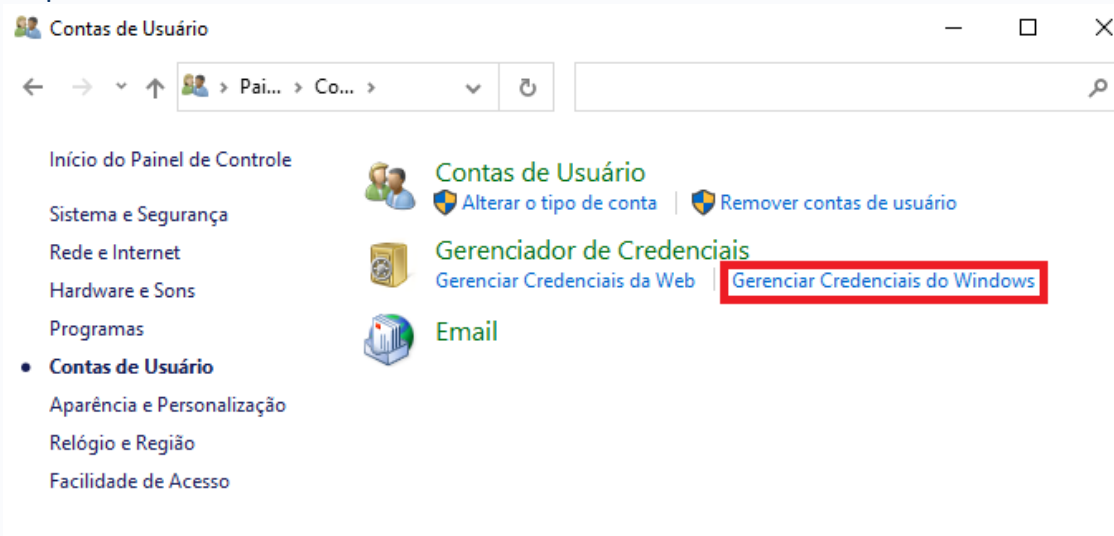 Contas de Usuário
Pai... Co...
Início do Painel de Controle
Sistema e Segurança
Rede e Internet
Hardware e Sons
Programas
Contas de Usuário
Aparência e Personalização
Relógio e Região
Facilidade de Acesso
Contas de Usuário
Alterar o tipo de conta Remover contas de usuário
Gerenciador de Credenciais
Gerenciar Credenciais da Web Gerenciar Credenciais do Windows
Email